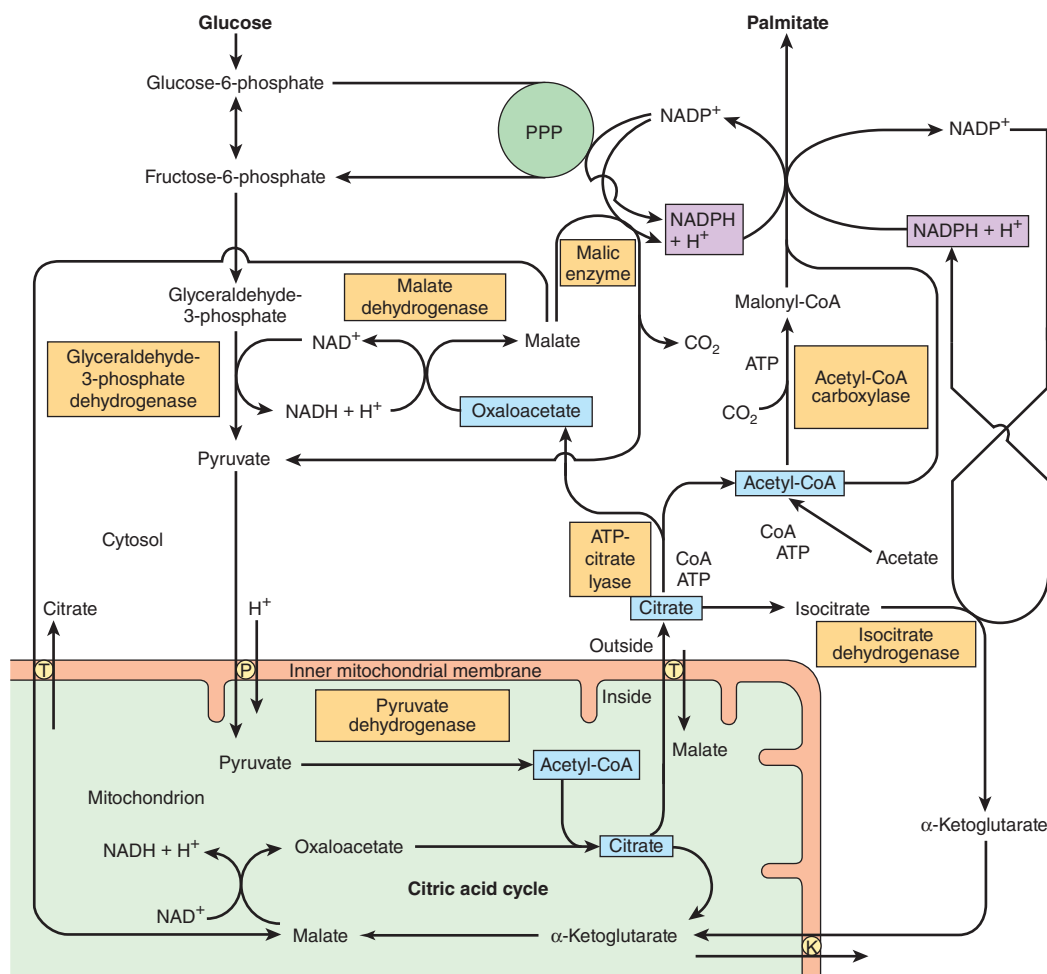 Glucose
Palmitate
Glucose-6-phosphate
PPP
NADP+
NADP+
Fructose-6-phosphate
NADPH
+ H+
NADPH + H+
Malic
enzyme
Malate
dehydrogenase
Glyceraldehyde-
3-phosphate
Malonyl-CoA
NAD+
Malate
CO2
ATP
Acetyl-CoA
carboxylase
Glyceraldehyde-
3-phosphate
dehydrogenase
NADH + H+
Oxaloacetate
CO2
Pyruvate
Acetyl-CoA
Cytosol
ATP-
citrate
lyase
CoA
ATP
CoA
ATP
Acetate
Citrate
H+
Citrate
Isocitrate
Outside
Isocitrate
dehydrogenase
T
P
Inner mitochondrial membrane
T
Inside
Pyruvate
dehydrogenase
Malate
Pyruvate
Acetyl-CoA
Mitochondrion
α-Ketoglutarate
NADH + H+
Oxaloacetate
Citrate
Citric acid cycle
NAD+
Malate
α-Ketoglutarate
K